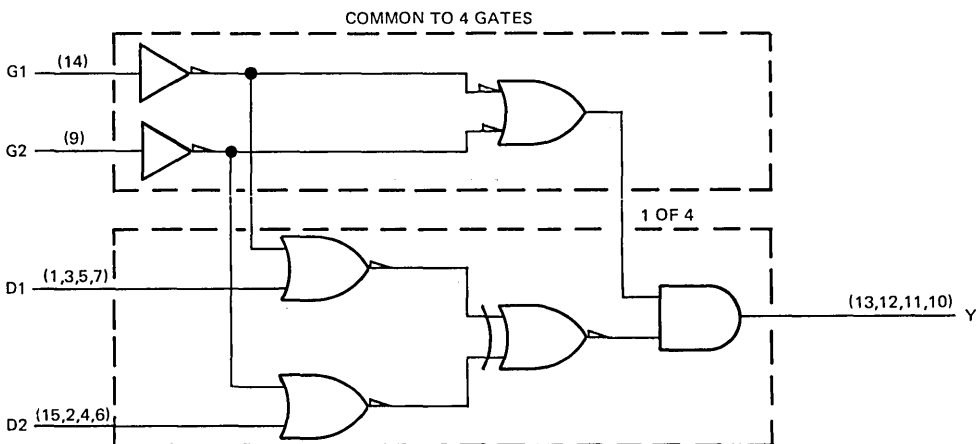 COMMON TO 4 GATES
G1 (14)
G2 (9)
1 OF 4
D1 (1,3,5,7)
(13,12,11,10) Y
D2 (15,2,4,6)